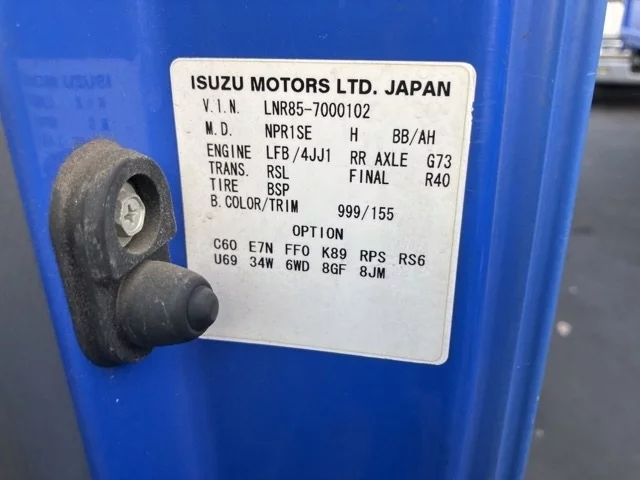 ISUZU MOTORS LTD. JAPAN
V.I.N. LNR85-7000102
M.D. NPR1SE H BB/AH
ENGINE LFB/4JJ1 RR AXLE G73
TRANS. RSL FINAL R40
TIRE BSP
B.COLOR/TRIM 999/155
OPTION
C60 E7N FF0 K89 RPS RS6
U69 34W 6WD 8GF 8JM